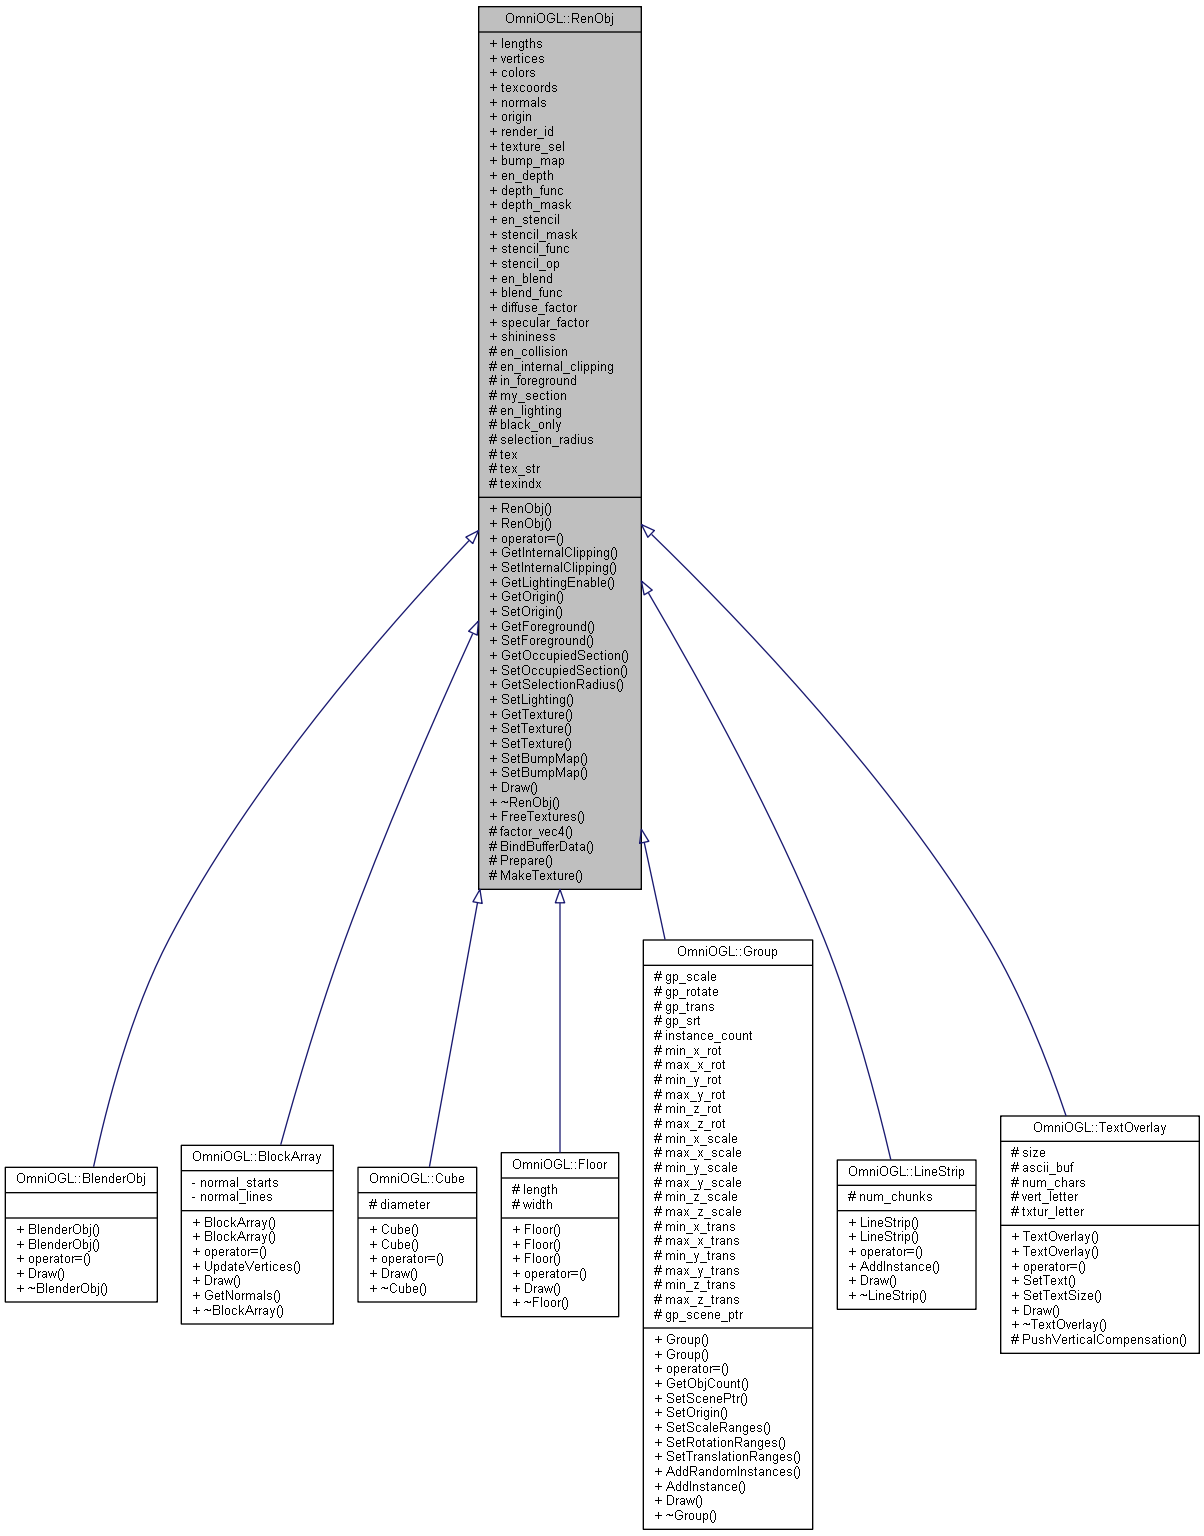 OmniOGL::RenObj
+ lengths
+ vertices
+ colors
+ texcoords
+ normals
+ origin
+ render_id
+ texture_sel
+ bump_map
+ en_depth
+ depth_func
+ depth_mask
+ en_stencil
+ stencil_mask
+ stencil_func
+ stencil_op
+ en_blend
+ blend_func
+ diffuse_factor
+ specular_factor
+ shininess
# en_collision
# en_internal_clipping
# in_foreground
# my_section
# en_lighting
# black_only
# selection_radius
# tex
# tex_str
# texindx
+ RenObj()
+ RenObj()
+ operator=()
+ GetInternalClipping()
+ SetInternalClipping()
+ GetLightingEnable()
+ GetOrigin()
+ SetOrigin()
+ GetForeground()
+ SetForeground()
+ GetOccupiedSection()
+ SetOccupiedSection()
+ GetSelectionRadius()
+ SetLighting()
+ GetTexture()
+ SetTexture()
+ SetTexture()
+ SetBumpMap()
+ SetBumpMap()
+ Draw()
+ ~RenObj()
+ FreeTextures()
# factor_vec4()
# BindBufferData()
# Prepare()
# MakeTexture()
OmniOGL::BlenderObj
+ BlenderObj()
+ BlenderObj()
+ operator=()
+ Draw()
+ ~BlenderObj()
OmniOGL::BlockArray
- normal_starts
- normal_lines
+ BlockArray()
+ BlockArray()
+ operator=()
+ UpdateVertices()
+ Draw()
+ GetNormals()
+ ~BlockArray()
OmniOGL::Cube
# diameter
+ Cube()
+ Cube()
+ operator=()
+ Draw()
+ ~Cube()
OmniOGL::Floor
# length
# width
+ Floor()
+ Floor()
+ Floor()
+ operator=()
+ Draw()
+ ~Floor()
OmniOGL::Group
# gp_scale
# gp_rotate
# gp_trans
# gp_srt
# instance_count
# min_x_rot
# max_x_rot
# min_y_rot
# max_y_rot
# min_z_rot
# max_z_rot
# min_x_scale
# max_x_scale
# min_y_scale
# max_y_scale
# min_z_scale
# max_z_scale
# min_x_trans
# max_x_trans
# min_y_trans
# max_y_trans
# min_z_trans
# max_z_trans
# gp_scene_ptr
+ Group()
+ Group()
+ operator=()
+ GetObjCount()
+ SetScenePtr()
+ SetOrigin()
+ SetScaleRanges()
+ SetRotationRanges()
+ SetTranslationRanges()
+ AddRandomInstances()
+ AddInstance()
+ Draw()
+ ~Group()
OmniOGL::LineStrip
# num_chunks
+ LineStrip()
+ LineStrip()
+ operator=()
+ AddInstance()
+ Draw()
+ ~LineStrip()
OmniOGL::TextOverlay
# size
# ascii_buf
# num_chars
# vert_letter
# txtur_letter
+ TextOverlay()
+ TextOverlay()
+ operator=()
+ SetText()
+ SetTextSize()
+ Draw()
+ ~TextOverlay()
# PushVerticalCompensation()